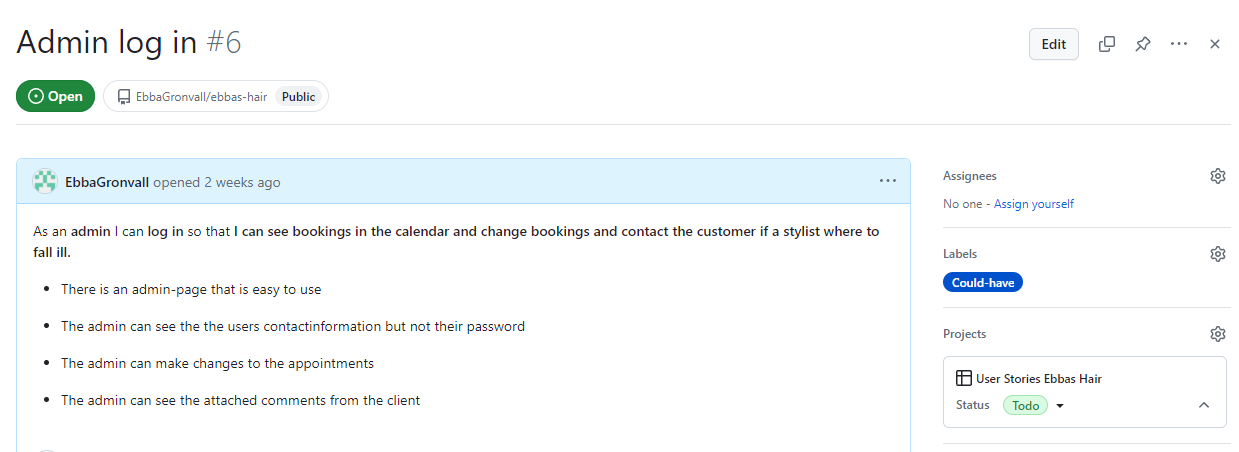 Admin log in #6
Edit
Open
EbbaGronvall/ebbas-hair Public
EbbaGronvall opened 2 weeks ago
As an admin I can log in so that I can see bookings in the calendar and change bookings and contact the customer if a stylist where to
fall ill.
There is an admin-page that is easy to use
The admin can see the the users contactinformation but not their password
The admin can make changes to the appointments
The admin can see the attached comments from the client
Assignees
No one - Assign yourself
Labels
Could-have
Projects
User Stories Ebbas Hair
Status Todo